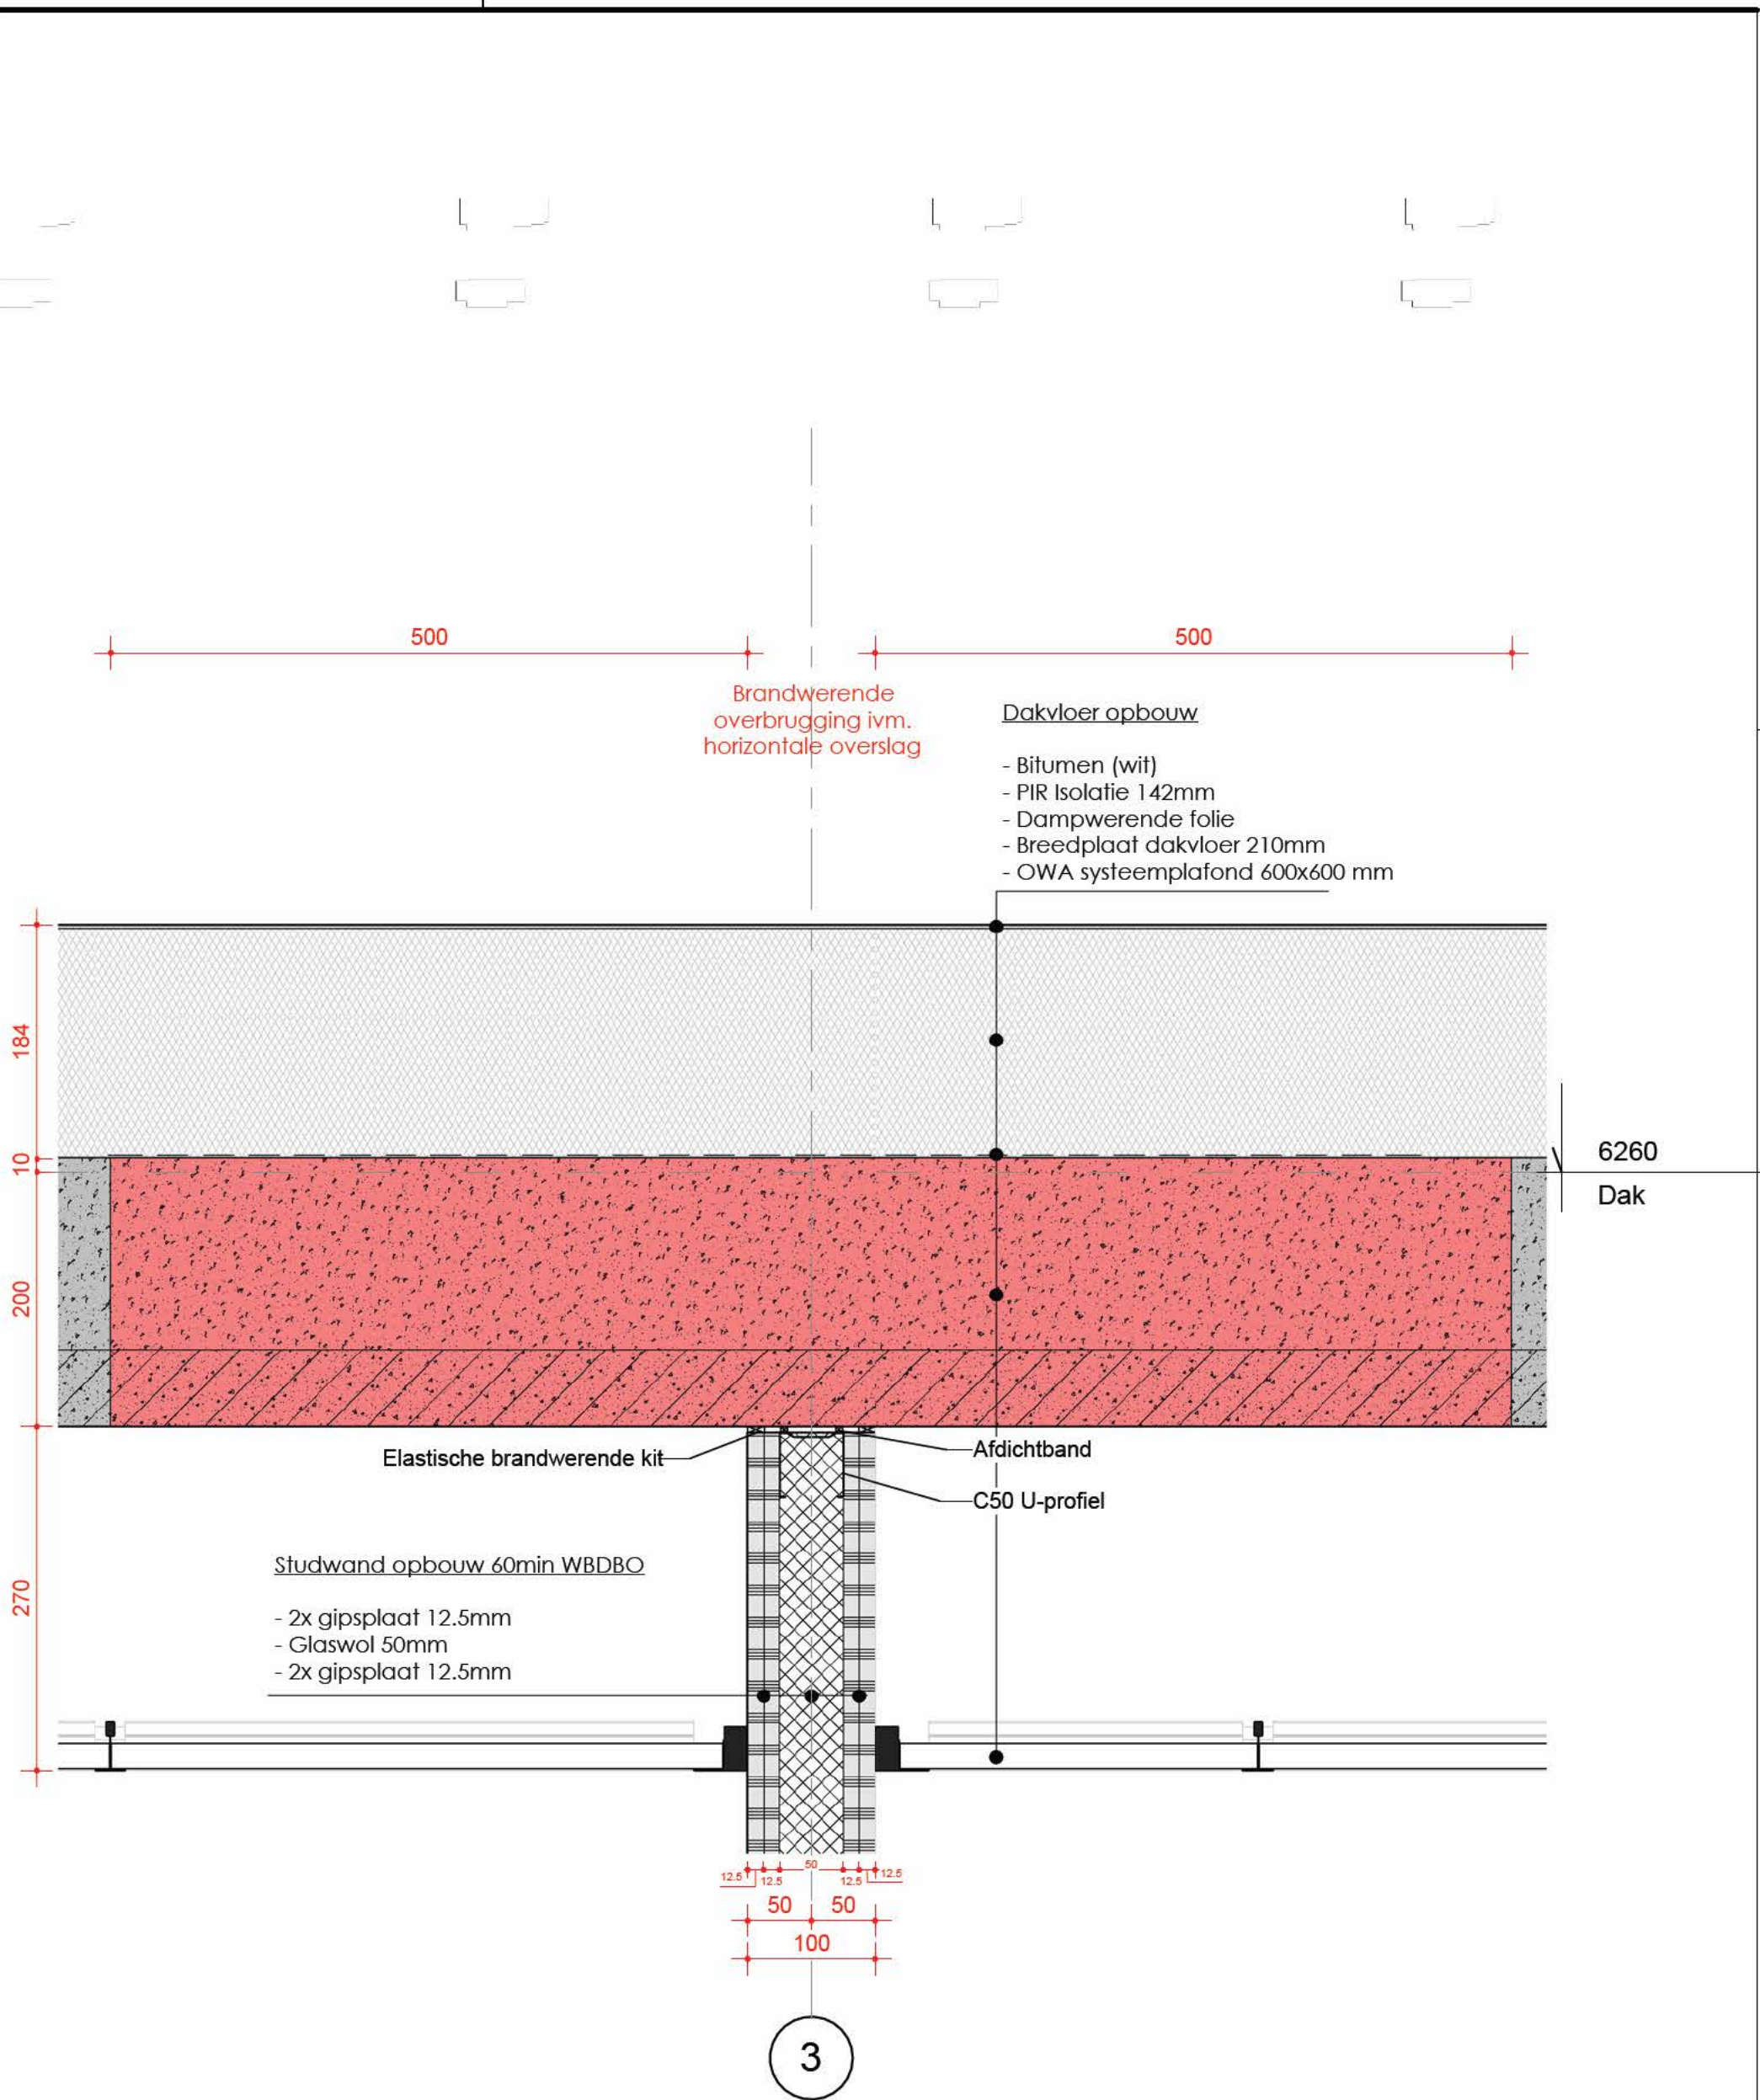 500
500
Brandwerende
overbrugging ivm.
horizontale overslag
Dakvloer opbouw
- Bitumen (wit)
- PIR Isolatie 142mm
- Dampwerende folie
- Breedplaat dakvloer 210mm
- OWA systeemplafond 600x600 mm
184
10
200
270
6260
Dak
Elastische brandwerende kit
Afdichtband
C50 U-profiel
Studwand opbouw 60min WBDBO
- 2x gipsplaat 12.5mm
- Glaswol 50mm
- 2x gipsplaat 12.5mm
12.5
12.5
50
12.5
12.5
50
50
100
3